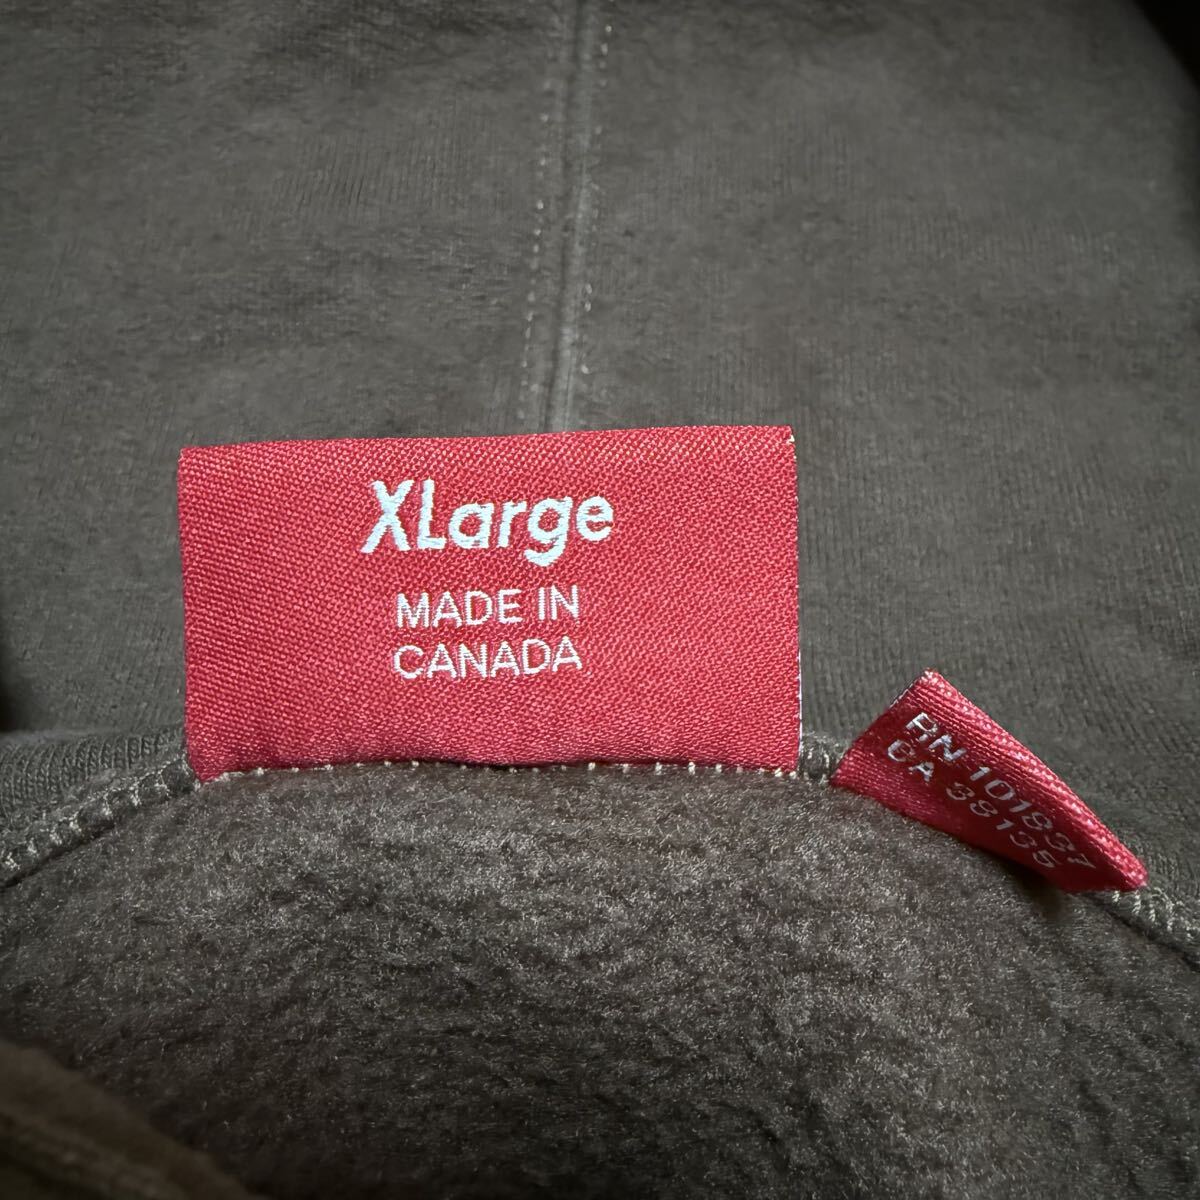 XLarge
MADE IN
CANADA
RN 101837
CA 38135